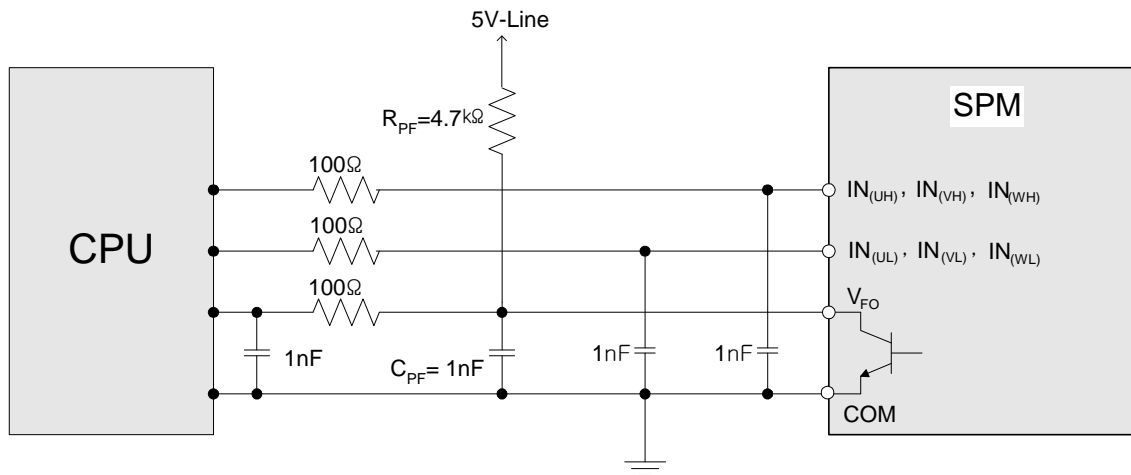 5V-Line
CPU
SPM
R_PF=4.7kΩ
100Ω
IN(UH), IN(VH), IN(WH)
100Ω
IN(UL), IN(VL), IN(WL)
100Ω
V_FO
1nF
C_PF= 1nF
1nF
1nF
COM